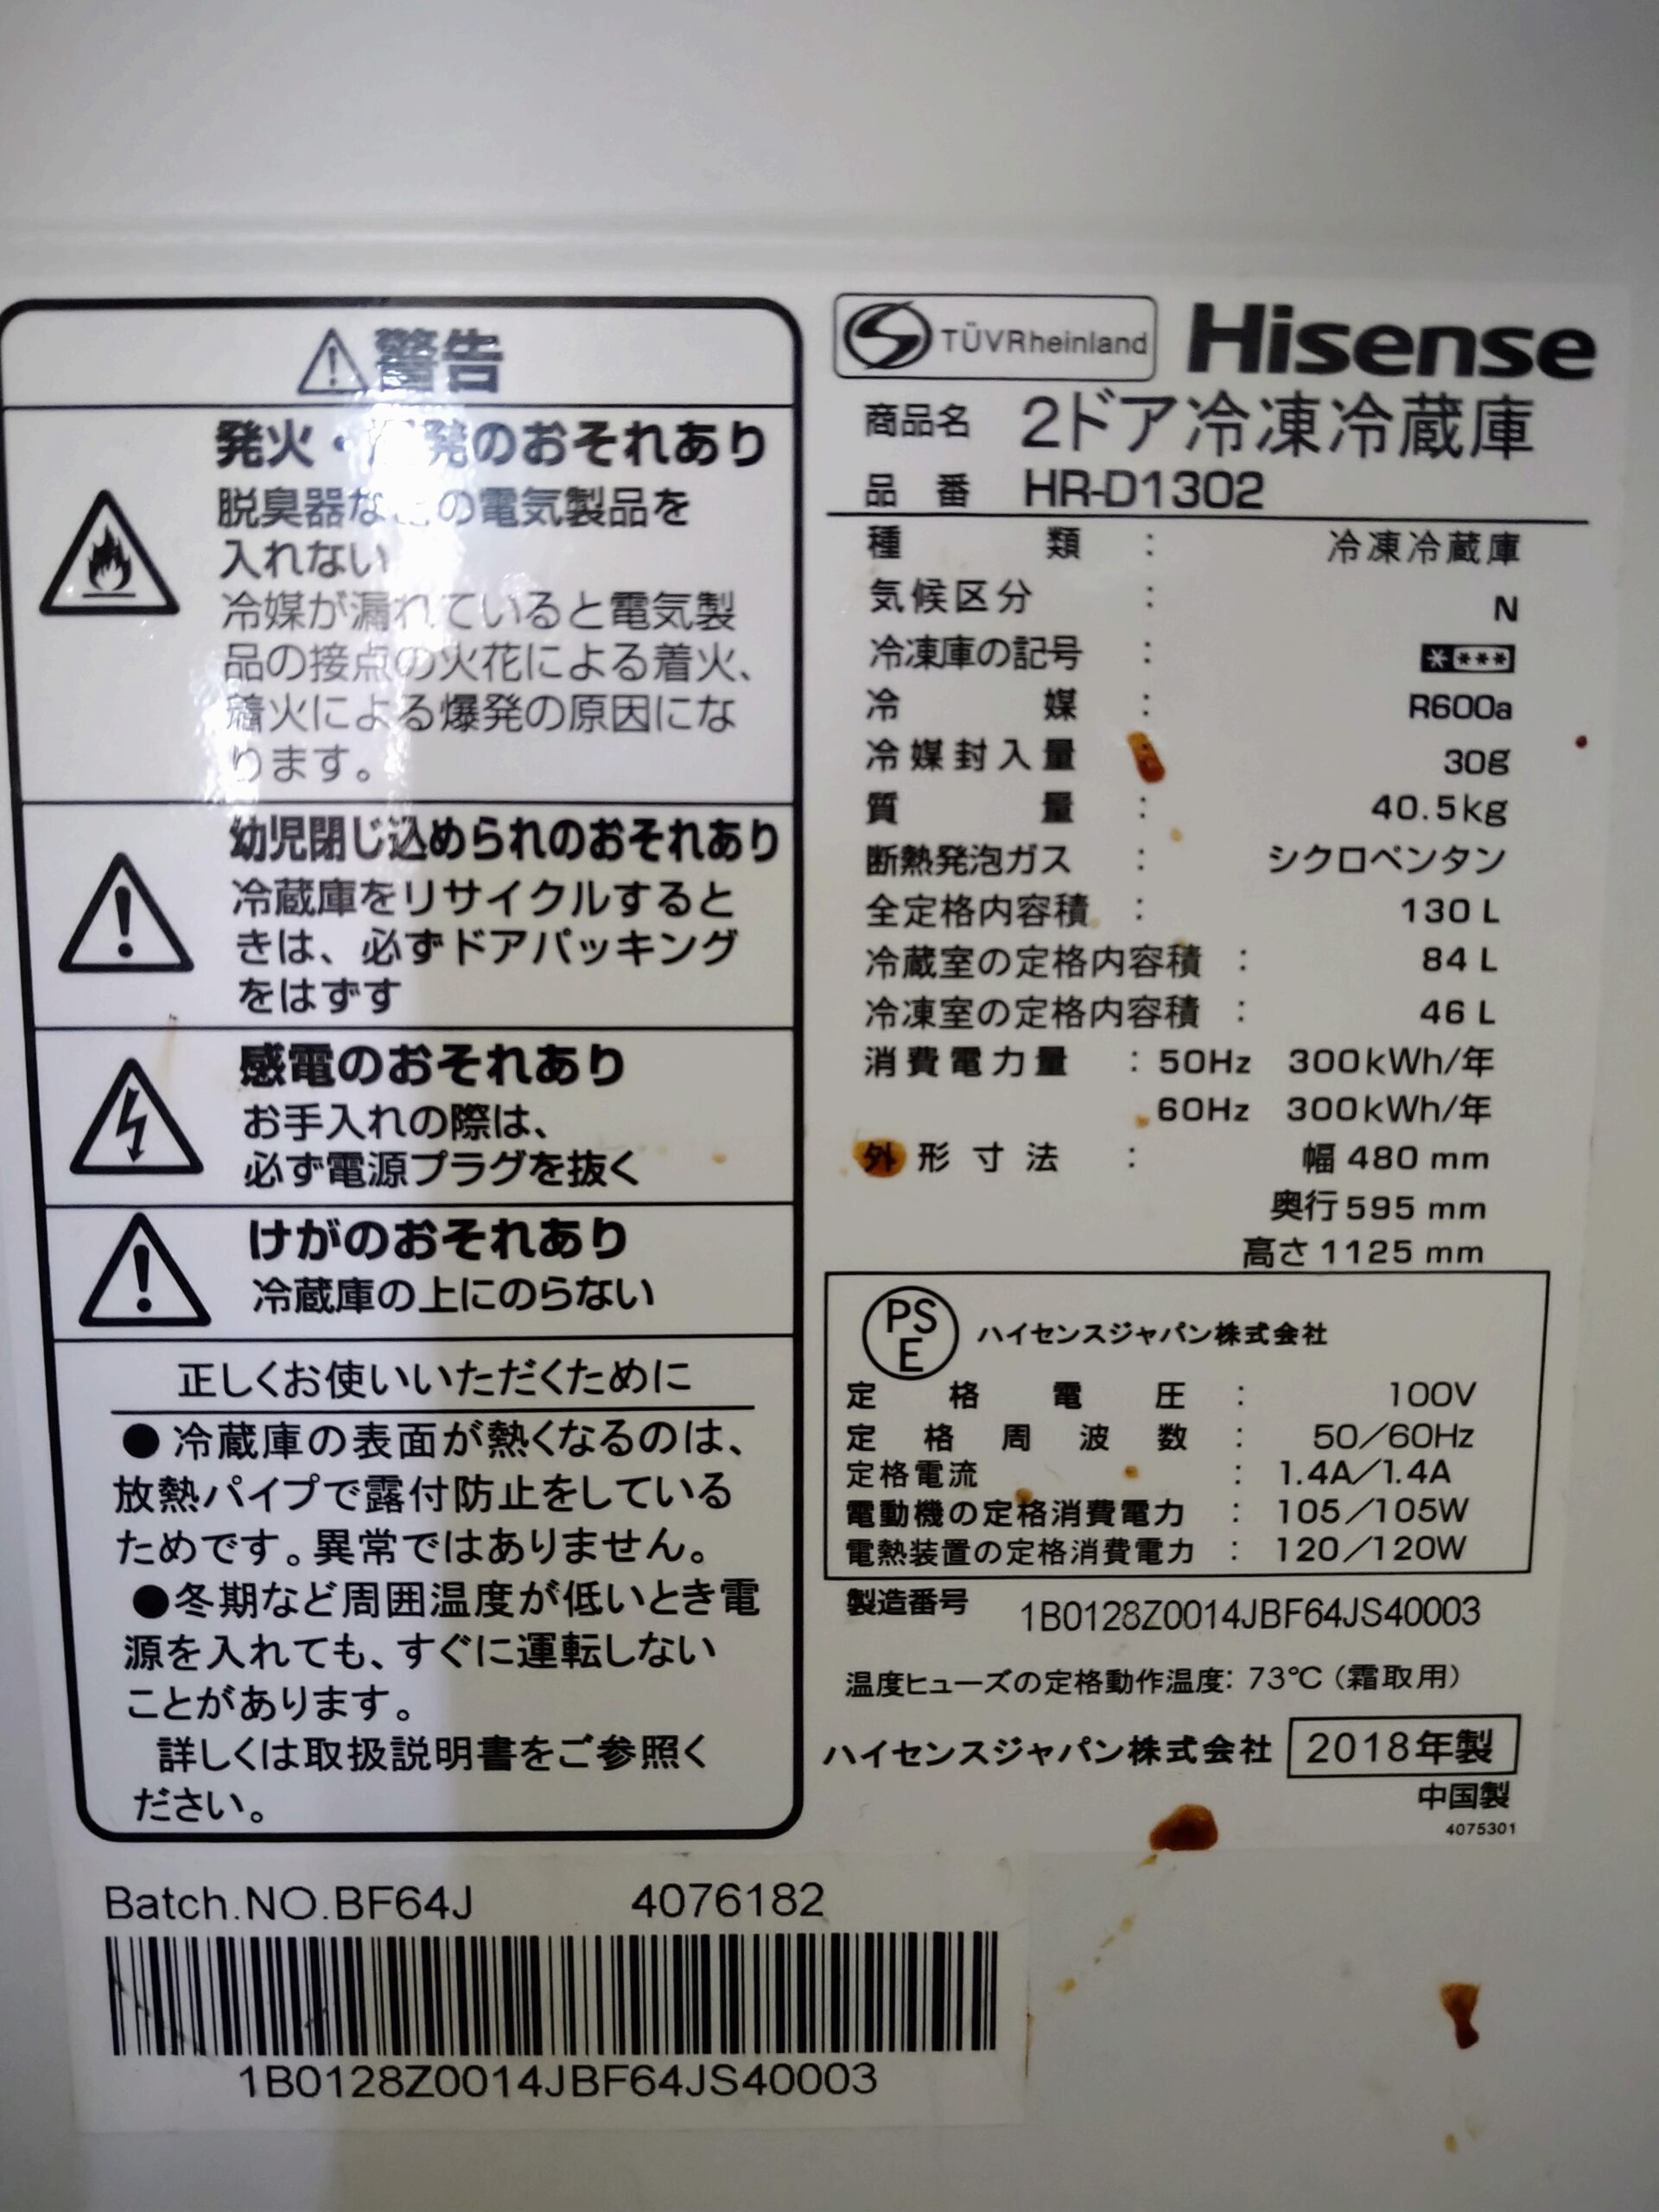 警告
発火・爆発のおそれあり
脱臭器などの電気製品を
入れない
冷媒が漏れていると電気製
品の接点の火花による着火、
着火による爆発の原因にな
ります。
幼児閉じ込められのおそれあり
冷蔵庫をリサイクルすると
きは、必ずドアパッキング
をはずす
感電のおそれあり
お手入れの際は、
必ず電源プラグを抜く
けがのおそれあり
冷蔵庫の上にのらない
正しくお使いいただくために
●冷蔵庫の表面が熱くなるのは、
放熱パイプで露付防止をしている
ためです。異常ではありません。
●冬期など周囲温度が低いとき電
源を入れても、すぐに運転しない
ことがあります。
詳しくは取扱説明書をご参照く
ださい。
TÜVRheinland Hisense
商品名 2ドア冷凍冷蔵庫
品番 HR-D1302
種類 : 冷凍冷蔵庫
気候区分 : N
冷凍庫の記号 : ****
冷媒 : R600a
冷媒封入量 30g
質量 : 40.5kg
断熱発泡ガス : シクロペンタン
全定格内容積 : 130 L
冷蔵室の定格内容積 : 84 L
冷凍室の定格内容積 : 46 L
消費電力量 : 50Hz 300kWh/年
60Hz 300kWh/年
外形寸法 : 幅 480 mm
奥行 595 mm
高さ 1125 mm
PSE ハイセンスジャパン株式会社
定格電圧 : 100V
定格周波数 : 50/60Hz
定格電流 : 1.4A/1.4A
電動機の定格消費電力 : 105/105W
電熱装置の定格消費電力 : 120/120W
製造番号 1B0128Z0014JBF64JS40003
温度ヒューズの定格動作温度: 73℃(霜取用)
ハイセンスジャパン株式会社 2018年製
中国製
4075301
Batch.NO.BF64J 4076182
1B0128Z0014JBF64JS40003